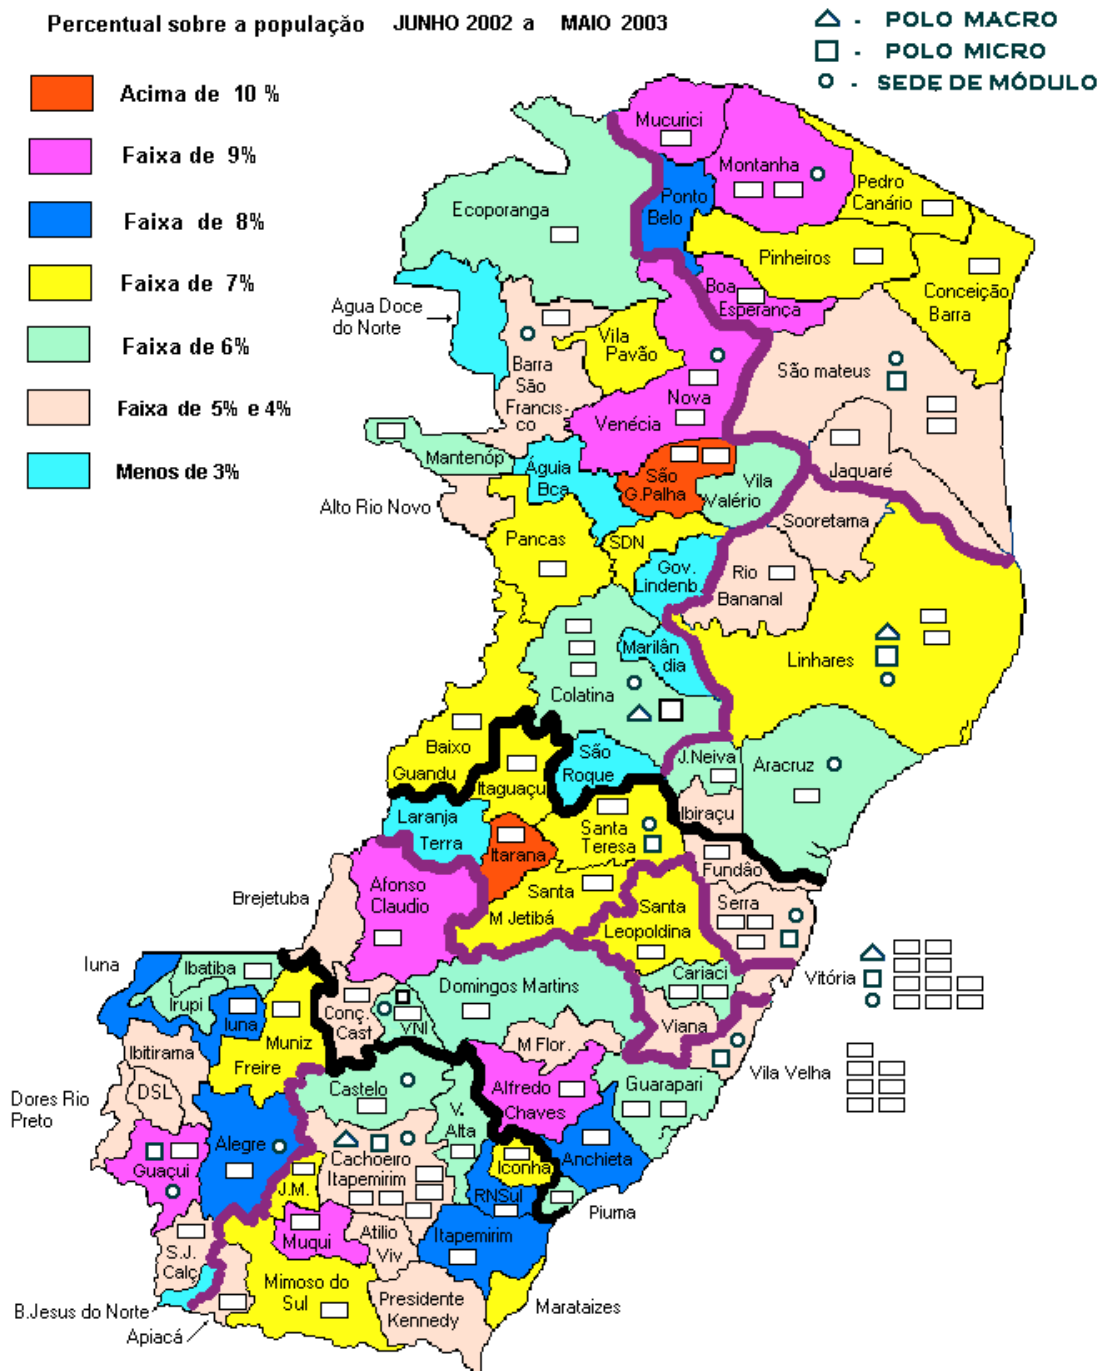 Percentual sobre a população JUNHO 2002 a MAIO 2003
- POLO MACRO
- POLO MICRO
- SEDE DE MÓDULO
Acima de 10 %
Faixa de 9%
Faixa de 8%
Faixa de 7%
Faixa de 6%
Faixa de 5% e 4%
Menos de 3%
Mucurici
Montanha
Ponto
Belo
Pedro
Canário
Ecoporanga
Pinheiros
Conceição
Barra
Boa
Esperança
Agua Doce
do Norte
Vila
Pavão
Barra
São
Francis-
co
São mateus
Nova
Venécia
Mantenóp
Águia
Bca
São
G.Palha
Vila
Valério
Jaquaré
Alto Rio Novo
Sooretama
Pancas
SDN
Gov.
Lindenb.
Rio
Bananal
Marilân
dia
Linhares
Colatina
Baixo
Guandu
Itaguaçu
São
Roque
J.Neiva
Aracruz
Ibiraçu
Laranja
Terra
Itarana
Santa
Teresa
Fundão
Afonso
Claudio
Brejetuba
Santa
M Jetibá
Santa
Leopoldina
Serra
Iuna
Ibatiba
Irupi
Iuna
Domingos Martins
Cariaci
Vitória
Conç.
Cast
VNI
Viana
M Flor.
Muniz
Freire
Ibitirama
DSL
Vila Velha
Dores Rio
Preto
Castelo
Alfredo
Chaves
Guarapari
V.
Alta
Alegre
Guaçui
Cachoeiro
Itapemirim
Iconha
Anchieta
J.M.
RNSul
Piuma
Muqui
Atilio
Viv
Itapemirim
S.J.
Calç
Mimoso do
Sul
Presidente
Kennedy
Marataizes
B.Jesus do Norte
Apiacá